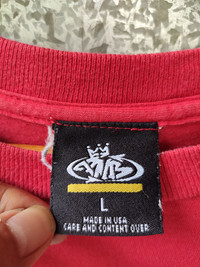 L
MADE IN USA
CARE AND CONTENT OVER